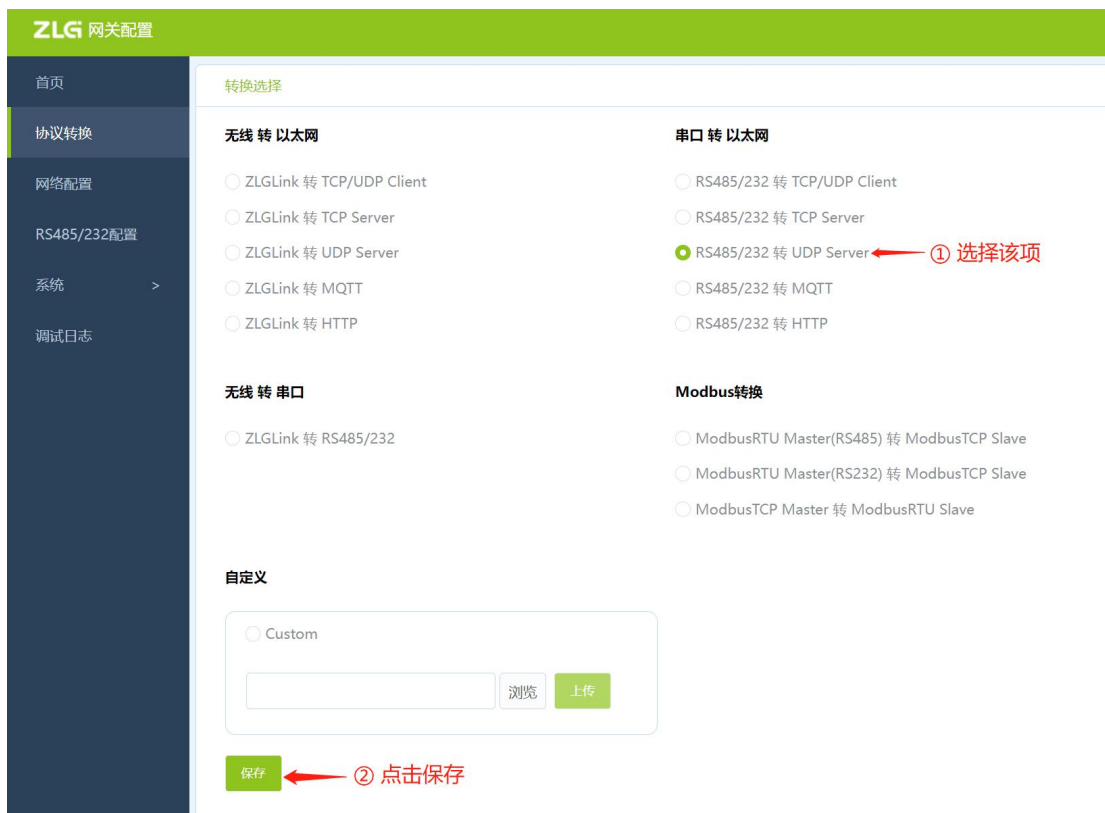 ZLG 网关配置
首页
协议转换
网络配置
RS485/232配置
系统 >
调试日志
转换选择
无线 转 以太网
ZLGLink 转 TCP/UDP Client
ZLGLink 转 TCP Server
ZLGLink 转 UDP Server
ZLGLink 转 MQTT
ZLGLink 转 HTTP
串口 转 以太网
RS485/232 转 TCP/UDP Client
RS485/232 转 TCP Server
RS485/232 转 UDP Server ① 选择该项
RS485/232 转 MQTT
RS485/232 转 HTTP
无线 转 串口
ZLGLink 转 RS485/232
Modbus转换
ModbusRTU Master(RS485) 转 ModbusTCP Slave
ModbusRTU Master(RS232) 转 ModbusTCP Slave
ModbusTCP Master 转 ModbusRTU Slave
自定义
Custom
浏览 上传
保存 ② 点击保存